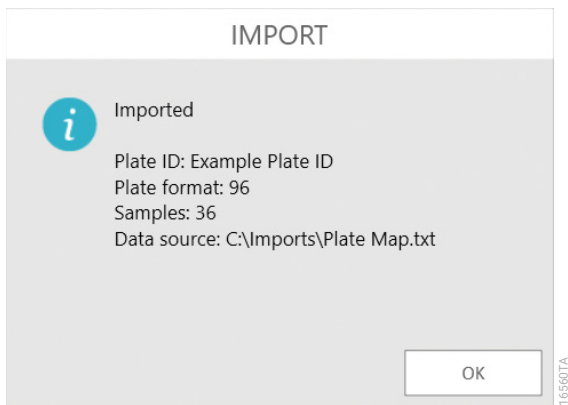 IMPORT
Imported
Plate ID: Example Plate ID
Plate format: 96
Samples: 36
Data source: C:\Imports\Plate Map.txt
OK
16560TA